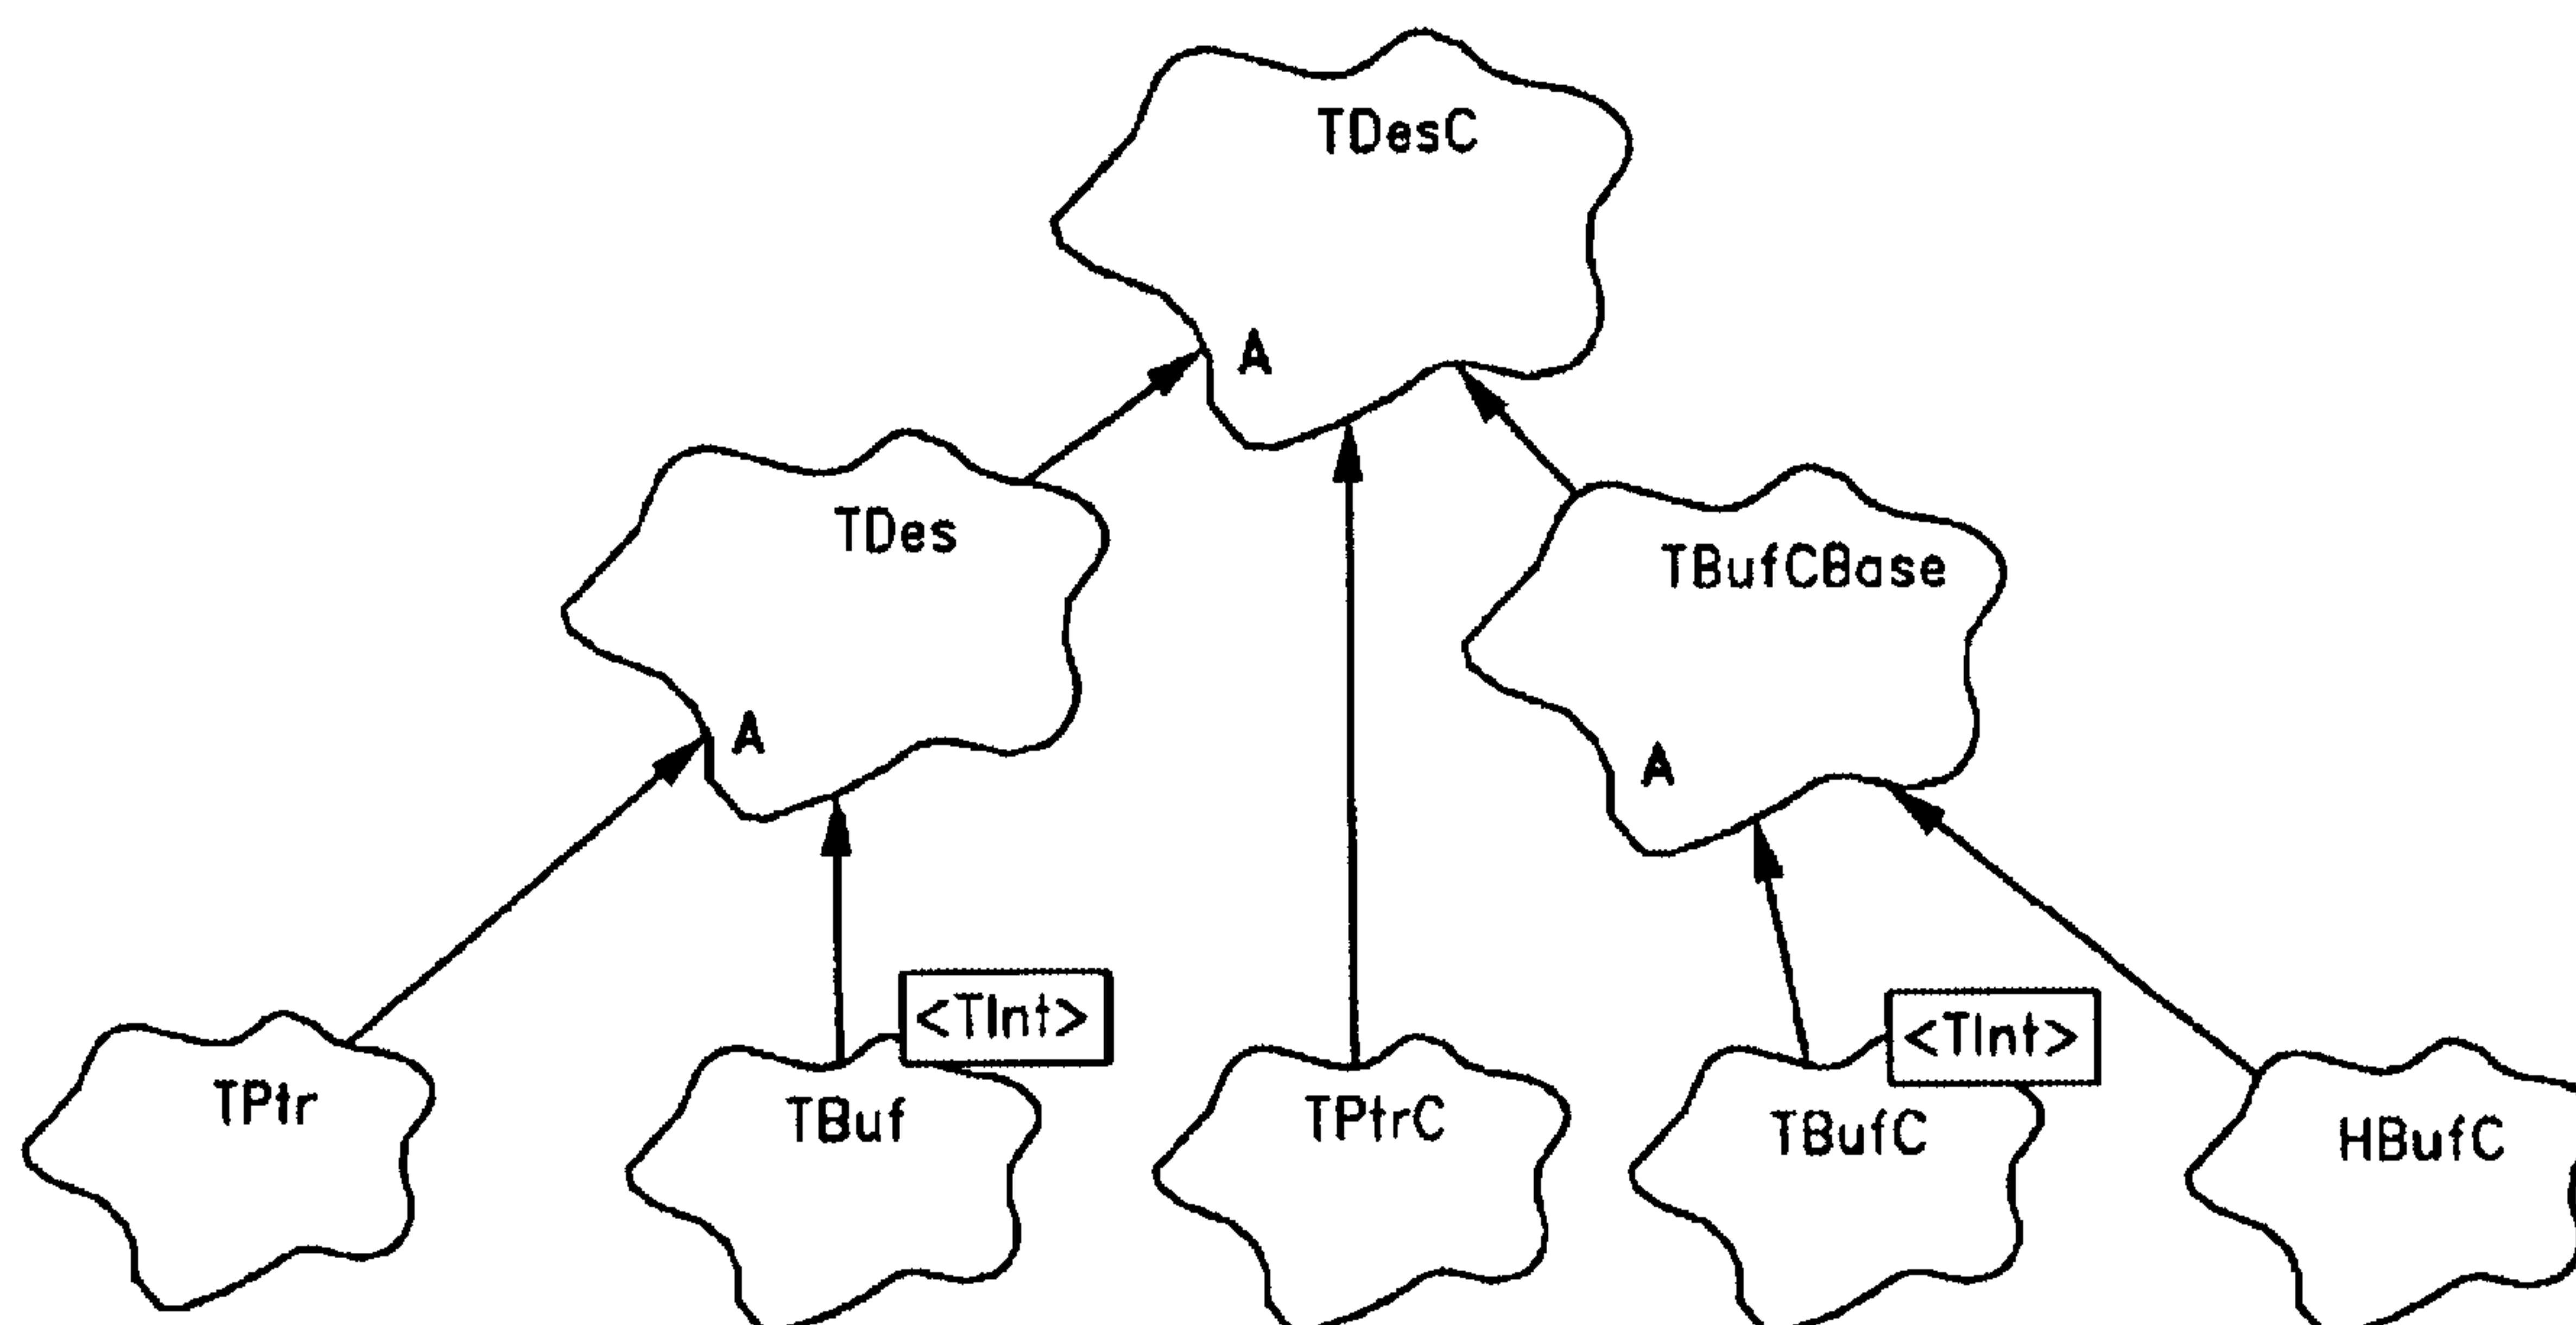 TDesC
A
TDes
TBufCBase
A
A
<TInt>
<TInt>
TPtr
TBuf
TPtrC
TBufC
HBufC